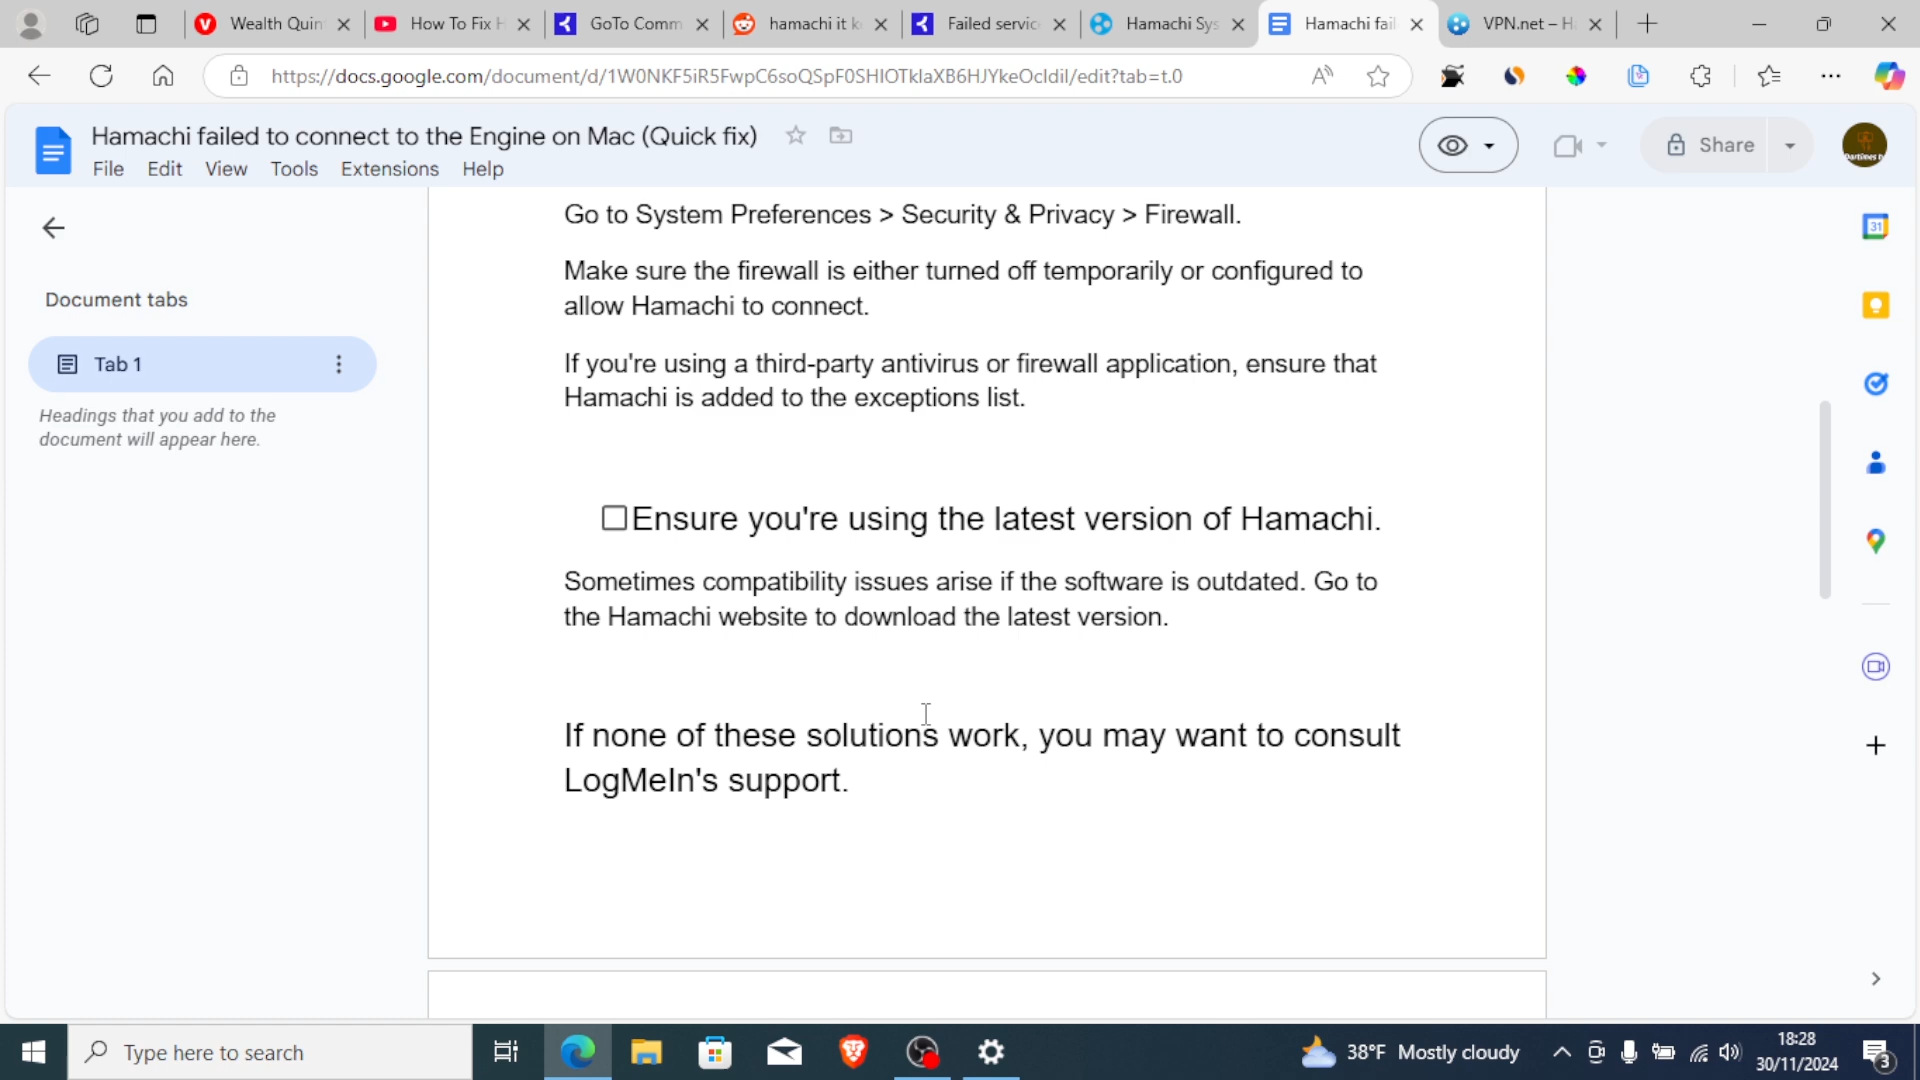 Wealth Quin
How To Fix H
GoTo Comm
hamachi it k
Failed servic
Hamachi Sys
Hamachi fail
VPN.net – H
https://docs.google.com/document/d/1W0NKF5iR5FwpC6soQSpF0SHIOTklaXB6HJYkeOcldiI/edit?tab=t.0
Hamachi failed to connect to the Engine on Mac (Quick fix)
File Edit View Tools Extensions Help
Share
Document tabs
Tab 1
Headings that you add to the
document will appear here.
Go to System Preferences > Security & Privacy > Firewall.
Make sure the firewall is either turned off temporarily or configured to
allow Hamachi to connect.
If you're using a third-party antivirus or firewall application, ensure that
Hamachi is added to the exceptions list.
Ensure you're using the latest version of Hamachi.
Sometimes compatibility issues arise if the software is outdated. Go to
the Hamachi website to download the latest version.
If none of these solutions work, you may want to consult
LogMeIn's support.
31
Type here to search
38°F Mostly cloudy
18:28
30/11/2024
3